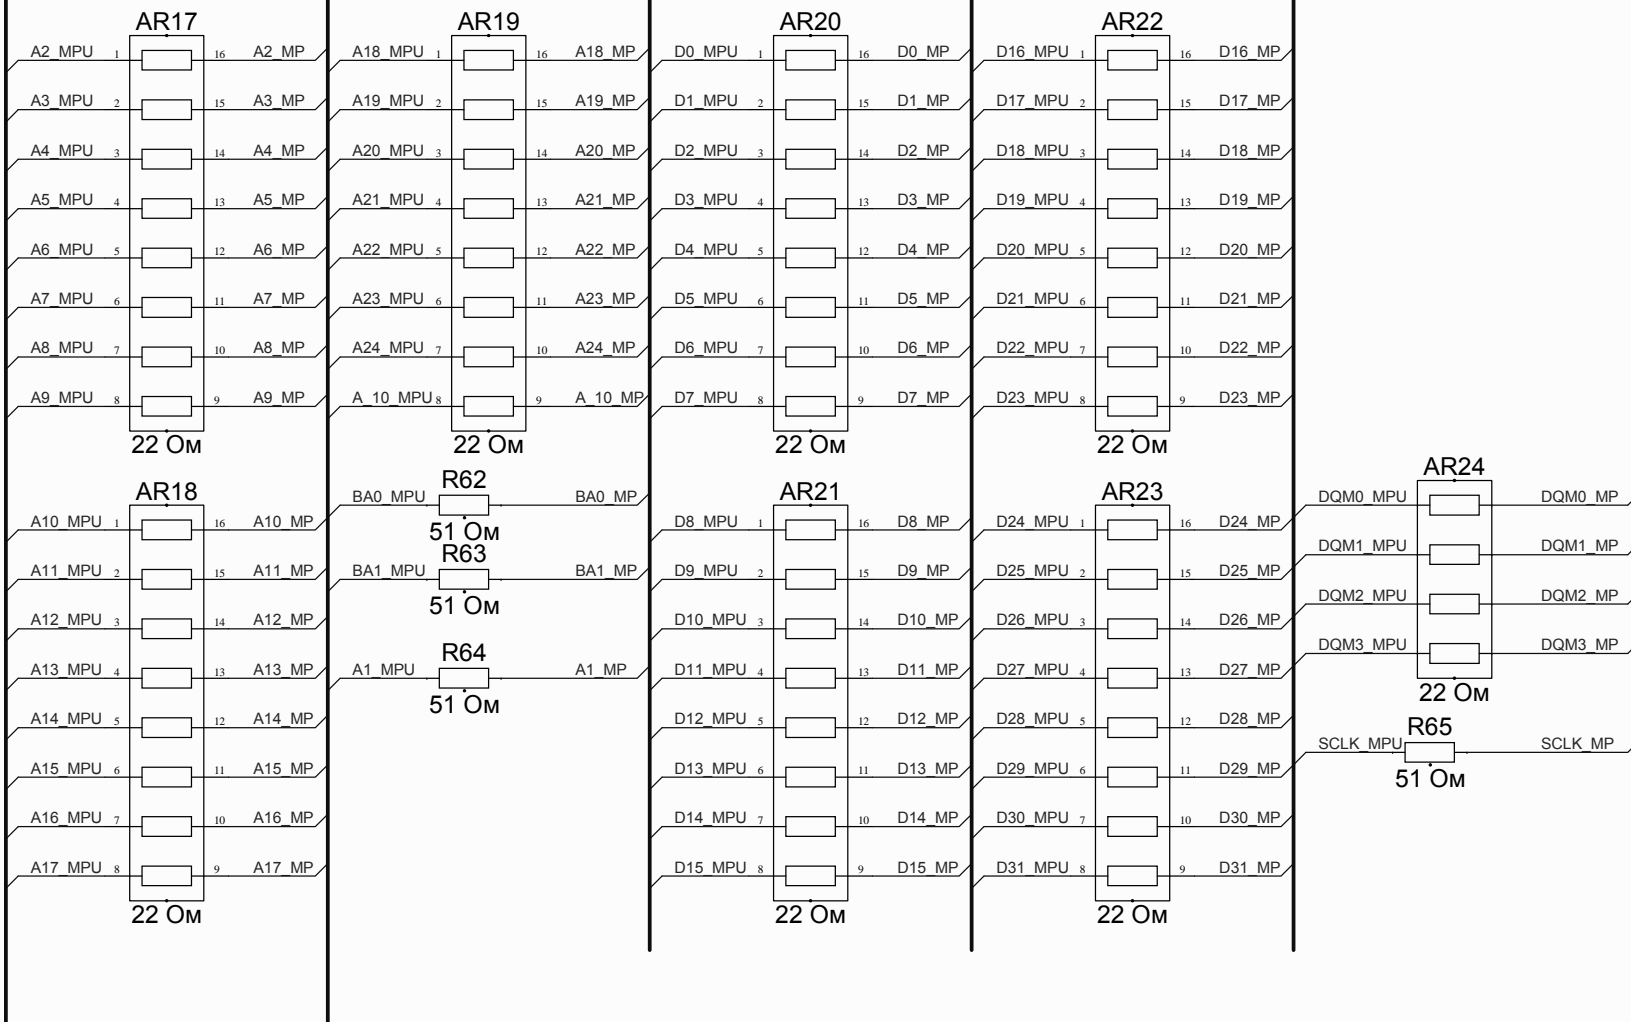 AR17
A2_MPU 1 16 A2_MP
A3_MPU 2 15 A3_MP
A4_MPU 3 14 A4_MP
A5_MPU 4 13 A5_MP
A6_MPU 5 12 A6_MP
A7_MPU 6 11 A7_MP
A8_MPU 7 10 A8_MP
A9_MPU 8 9 A9_MP
22 Ом
AR18
A10_MPU 1 16 A10_MP
A11_MPU 2 15 A11_MP
A12_MPU 3 14 A12_MP
A13_MPU 4 13 A13_MP
A14_MPU 5 12 A14_MP
A15_MPU 6 11 A15_MP
A16_MPU 7 10 A16_MP
A17_MPU 8 9 A17_MP
22 Ом
AR19
A18_MPU 1 16 A18_MP
A19_MPU 2 15 A19_MP
A20_MPU 3 14 A20_MP
A21_MPU 4 13 A21_MP
A22_MPU 5 12 A22_MP
A23_MPU 6 11 A23_MP
A24_MPU 7 10 A24_MP
A_10_MPU 8 9 A_10_MP
22 Ом
R62
BA0_MPU BA0_MP
51 Ом
R63
BA1_MPU BA1_MP
51 Ом
R64
A1_MPU A1_MP
51 Ом
AR20
D0_MPU 1 16 D0_MP
D1_MPU 2 15 D1_MP
D2_MPU 3 14 D2_MP
D3_MPU 4 13 D3_MP
D4_MPU 5 12 D4_MP
D5_MPU 6 11 D5_MP
D6_MPU 7 10 D6_MP
D7_MPU 8 9 D7_MP
22 Ом
AR21
D8_MPU 1 16 D8_MP
D9_MPU 2 15 D9_MP
D10_MPU 3 14 D10_MP
D11_MPU 4 13 D11_MP
D12_MPU 5 12 D12_MP
D13_MPU 6 11 D13_MP
D14_MPU 7 10 D14_MP
D15_MPU 8 9 D15_MP
22 Ом
AR22
D16_MPU 1 16 D16_MP
D17_MPU 2 15 D17_MP
D18_MPU 3 14 D18_MP
D19_MPU 4 13 D19_MP
D20_MPU 5 12 D20_MP
D21_MPU 6 11 D21_MP
D22_MPU 7 10 D22_MP
D23_MPU 8 9 D23_MP
22 Ом
AR23
D24_MPU 1 16 D24_MP
D25_MPU 2 15 D25_MP
D26_MPU 3 14 D26_MP
D27_MPU 4 13 D27_MP
D28_MPU 5 12 D28_MP
D29_MPU 6 11 D29_MP
D30_MPU 7 10 D30_MP
D31_MPU 8 9 D31_MP
22 Ом
AR24
DQM0_MPU DQM0_MP
DQM1_MPU DQM1_MP
DQM2_MPU DQM2_MP
DQM3_MPU DQM3_MP
22 Ом
R65
SCLK_MPU SCLK_MP
51 Ом